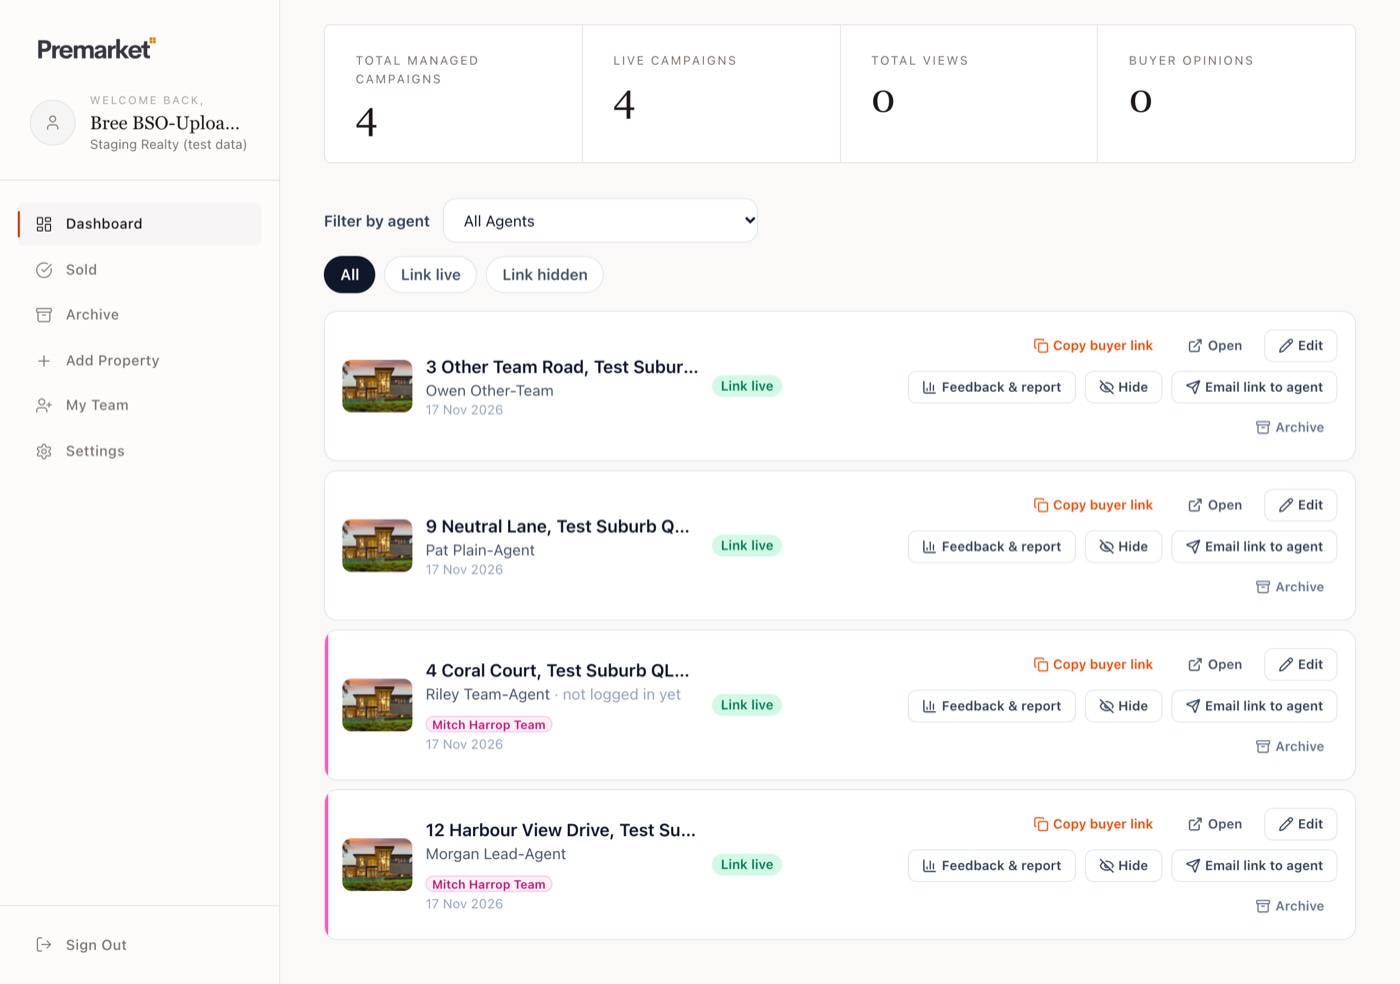 Premarket
WELCOME BACK,
Bree BSO-Uploa...
Staging Realty (test data)
Dashboard
Sold
Archive
Add Property
My Team
Settings
Sign Out
TOTAL MANAGED
CAMPAIGNS
4
LIVE CAMPAIGNS
4
TOTAL VIEWS
0
BUYER OPINIONS
0
Filter by agent
All Agents
All
Link live
Link hidden
3 Other Team Road, Test Subur...
Owen Other-Team
17 Nov 2026
Link live
Copy buyer link
Open
Edit
Feedback & report
Hide
Email link to agent
Archive
9 Neutral Lane, Test Suburb Q...
Pat Plain-Agent
17 Nov 2026
Link live
Copy buyer link
Open
Edit
Feedback & report
Hide
Email link to agent
Archive
4 Coral Court, Test Suburb QL...
Riley Team-Agent · not logged in yet
Mitch Harrop Team
17 Nov 2026
Link live
Copy buyer link
Open
Edit
Feedback & report
Hide
Email link to agent
Archive
12 Harbour View Drive, Test Su...
Morgan Lead-Agent
Mitch Harrop Team
17 Nov 2026
Link live
Copy buyer link
Open
Edit
Feedback & report
Hide
Email link to agent
Archive